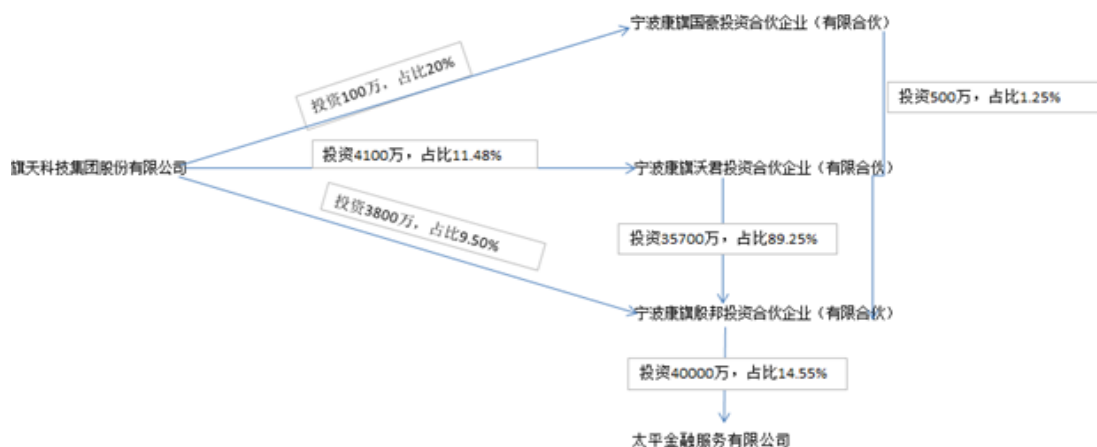 宁波康旗国豪投资合伙企业（有限合伙）
投资100万，占比20%
投资500万，占比1.25%
投资4100万，占比11.48%
旗天科技集团股份有限公司
宁波康旗沃君投资合伙企业（有限合伙）
投资3800万，占比9.50%
投资35700万，占比89.25%
宁波康旗殷邦投资合伙企业（有限合伙）
投资40000万，占比14.55%
太平金融服务有限公司